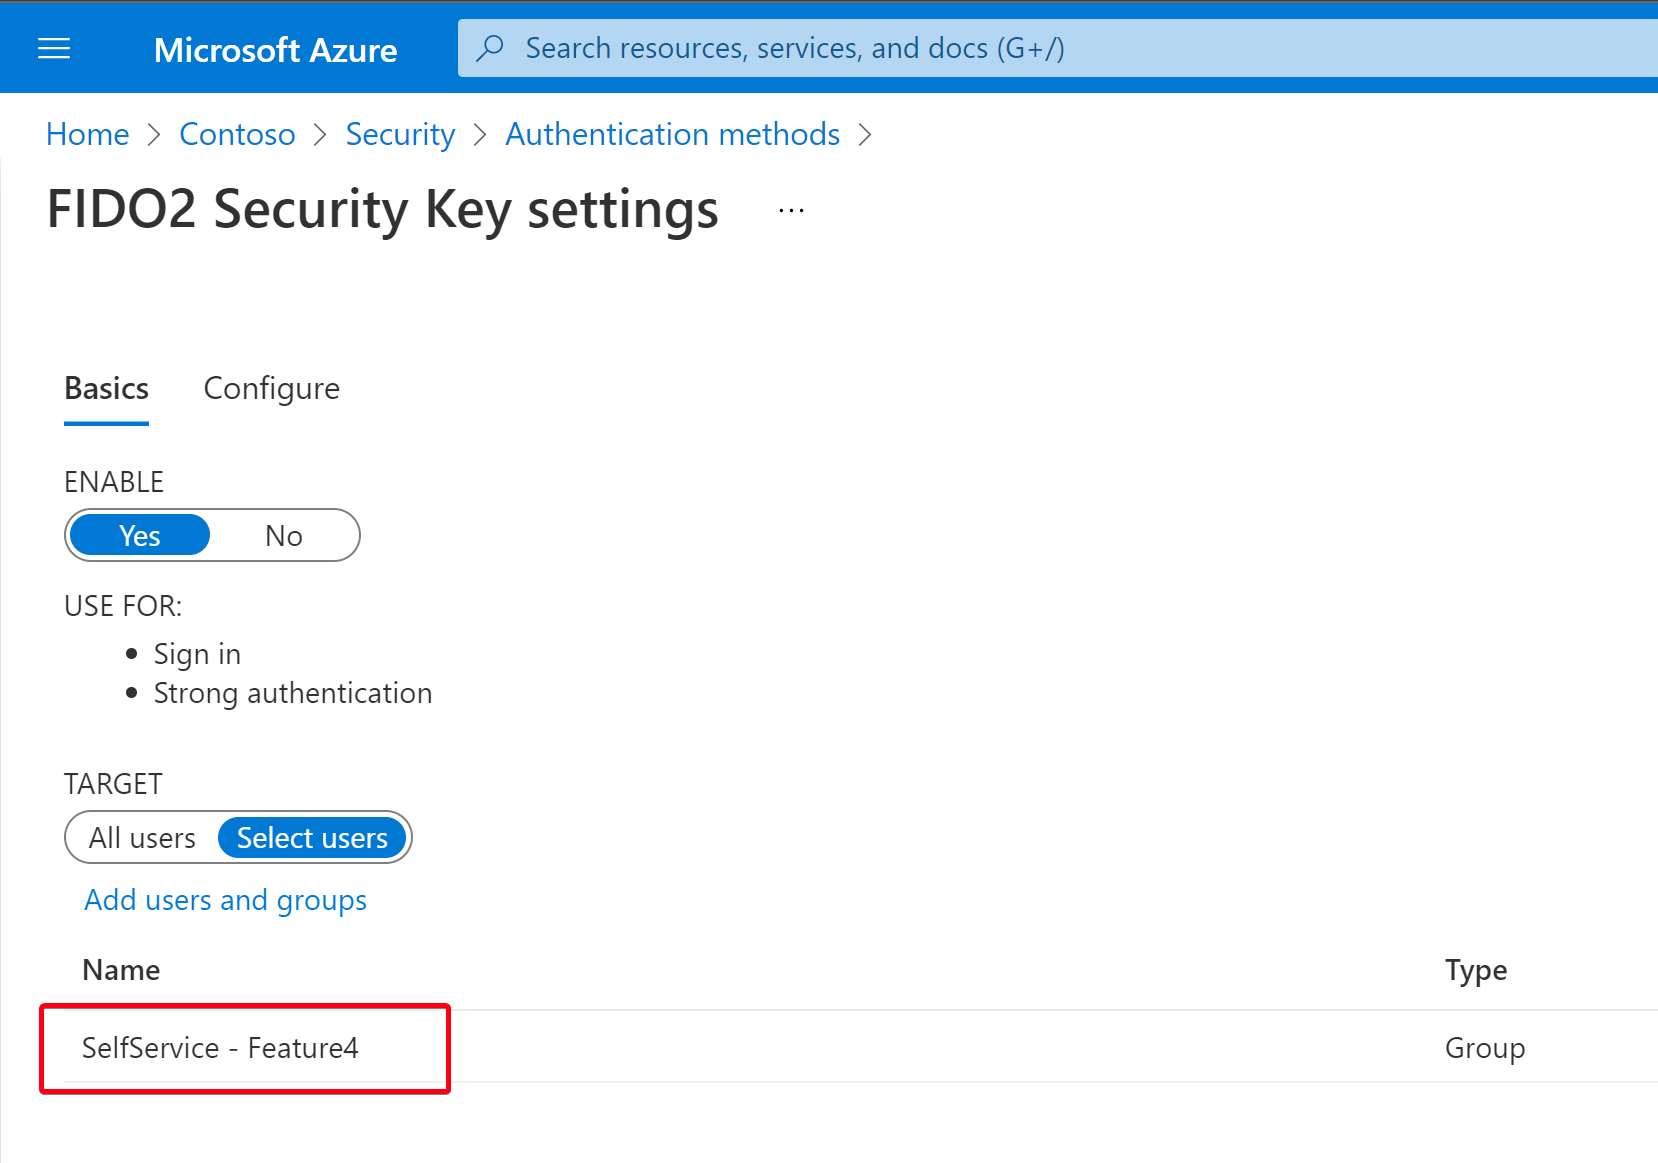 Microsoft Azure
Search resources, services, and docs (G+/)
Home > Contoso > Security > Authentication methods >
FIDO2 Security Key settings ...
Basics Configure
ENABLE
Yes No
USE FOR:
• Sign in
• Strong authentication
TARGET
All users Select users
Add users and groups
Name Type
SelfService - Feature4 Group